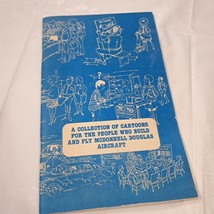 A COLLECTION OF CARTOONS
FOR THE PEOPLE WHO BUILD
AND FLY MCDONNELL DOUGLAS
AIRCRAFT